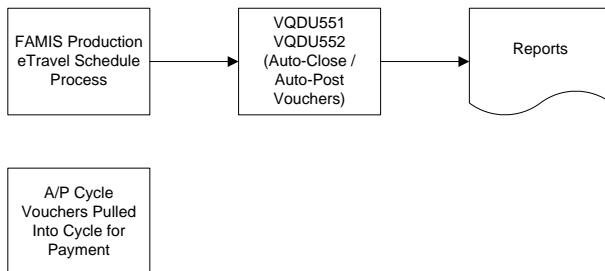 FAMIS Production
eTravel Schedule
Process
VQDU551
VQDU552
(Auto-Close /
Auto-Post
Vouchers)
Reports
A/P Cycle
Vouchers Pulled
Into Cycle for
Payment